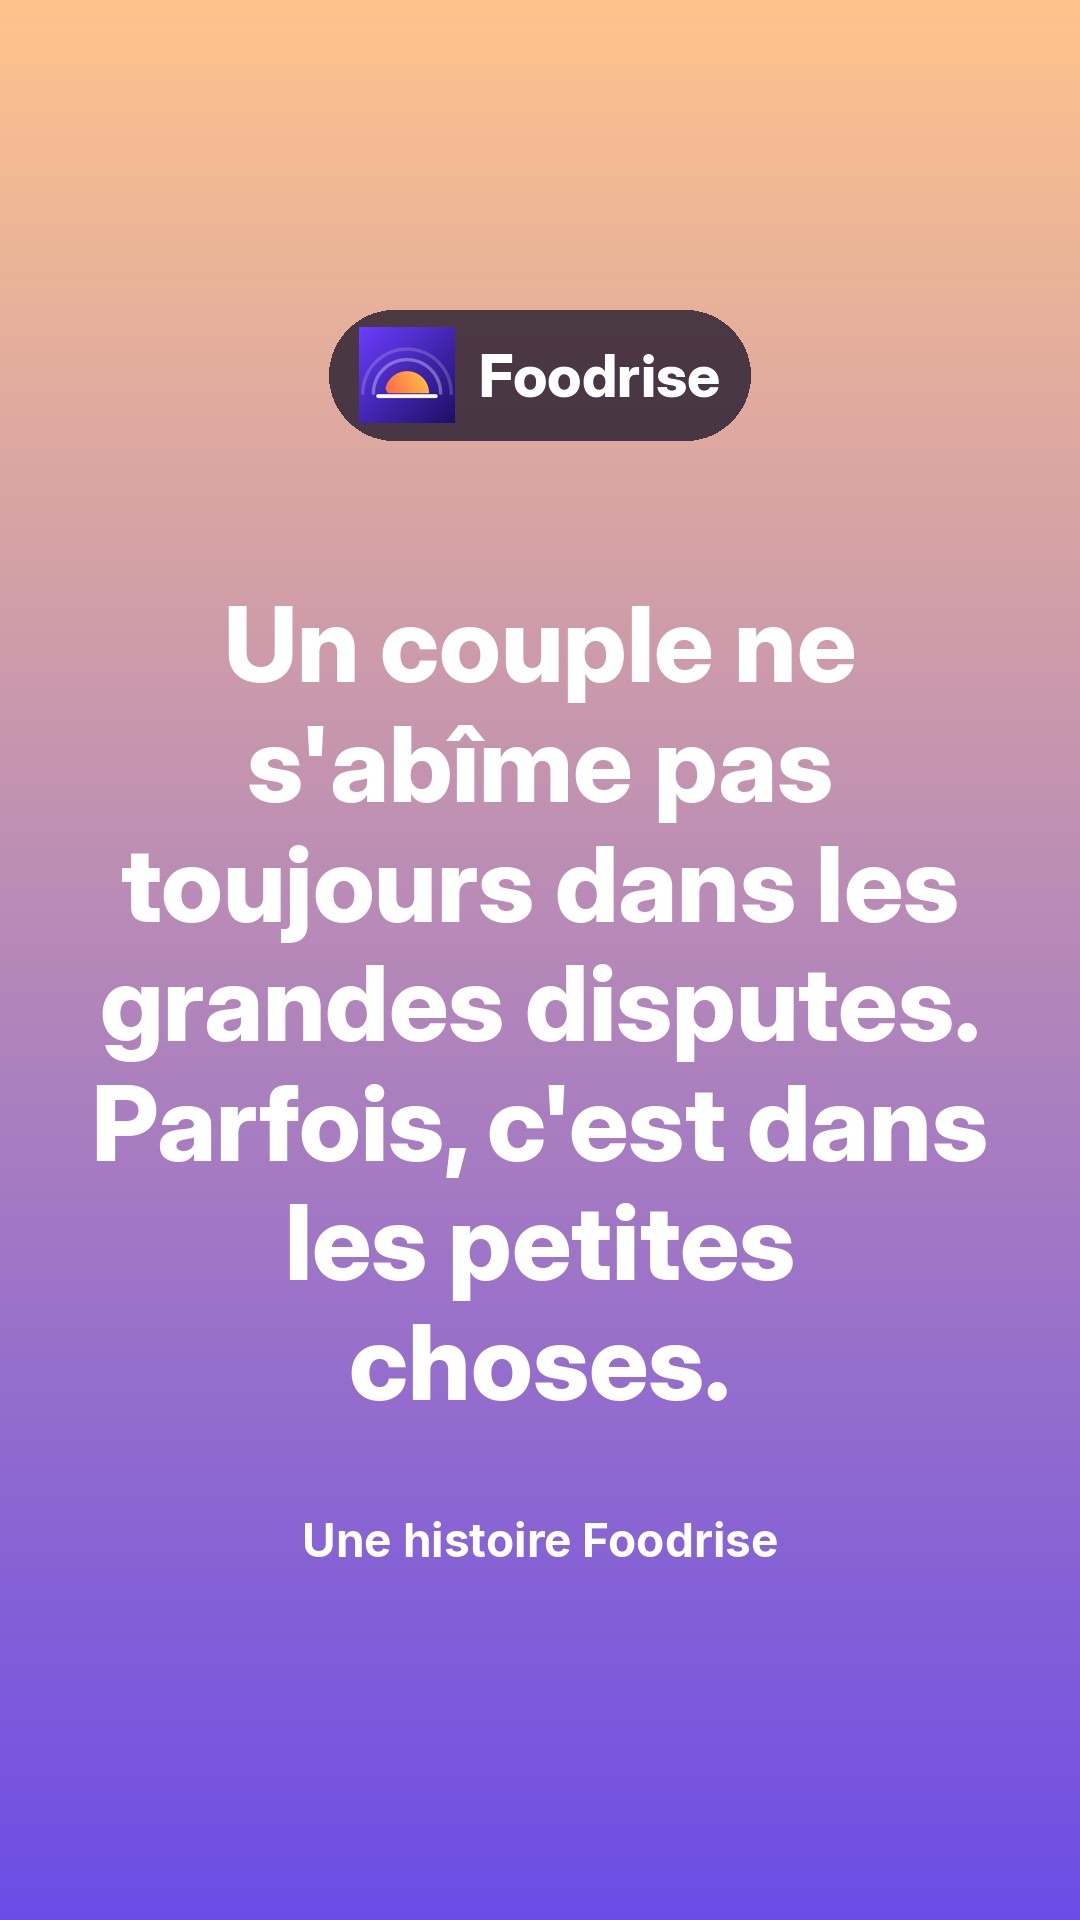 Foodrise
Un couple ne
s'abîme pas
toujours dans les
grandes disputes.
Parfois, c'est dans
les petites
choses.
Une histoire Foodrise